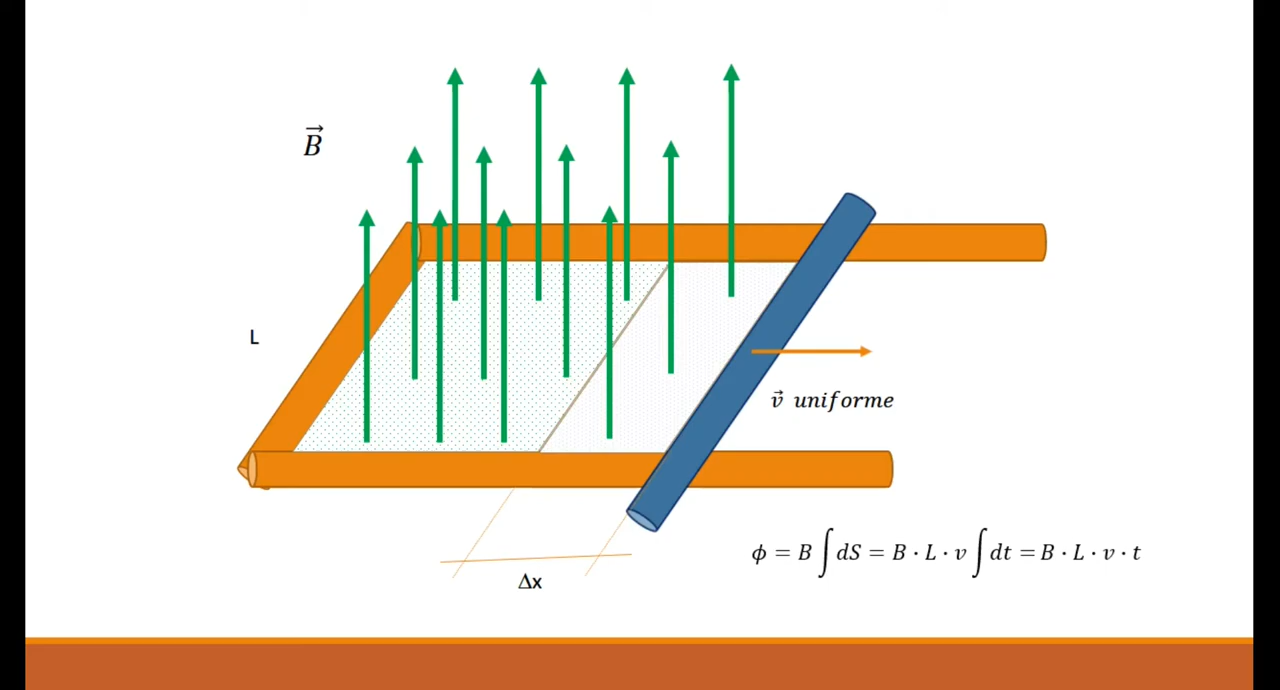 B⃗
L
v⃗ uniforme
ϕ = B ∫ dS = B · L · v ∫ dt = B · L · v · t
Δx